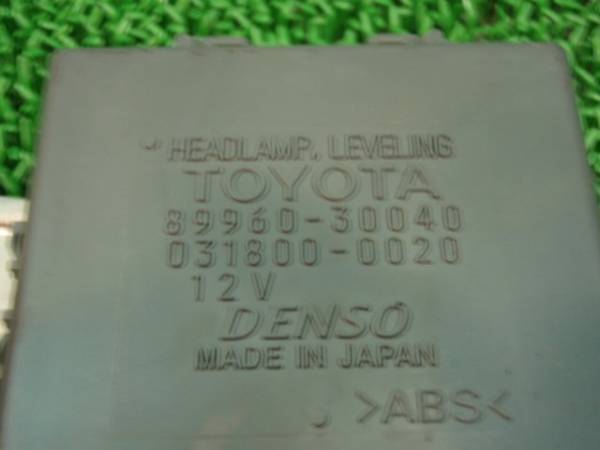 HEADLAMP, LEVELING
TOYOTA
89960-30040
031800-0020
12V
DENSO
MADE IN JAPAN
>ABS<